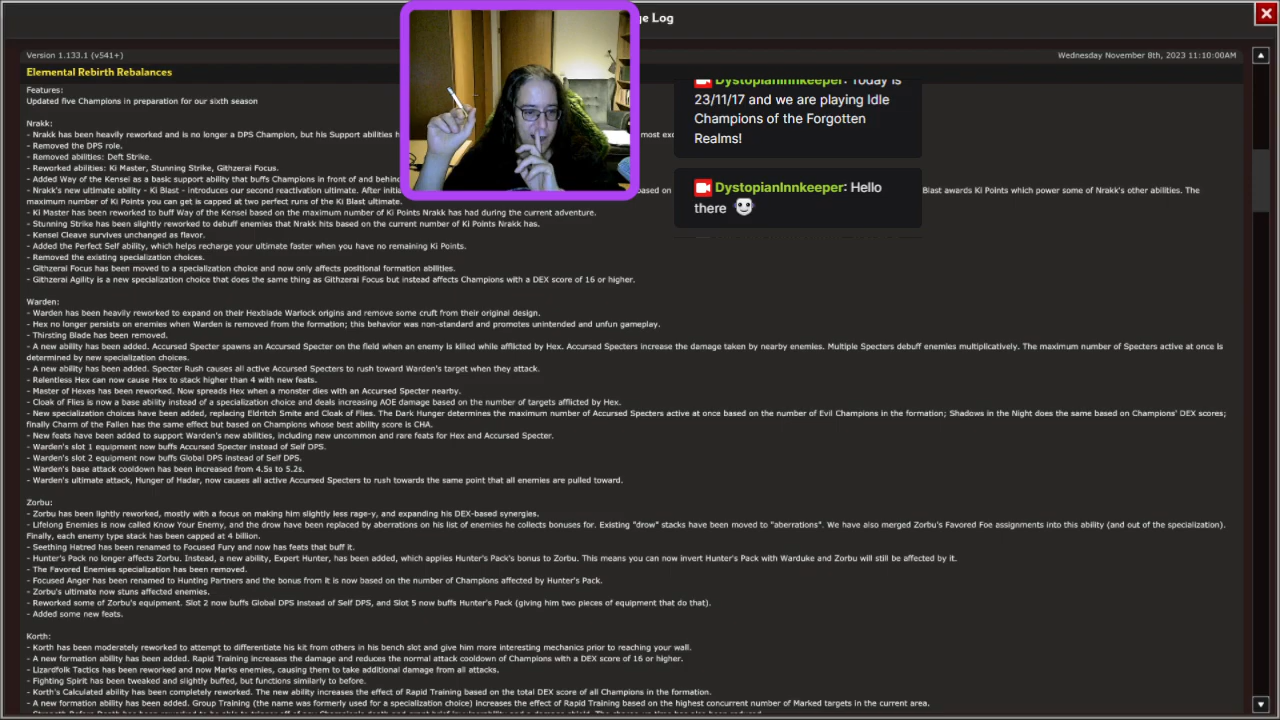 ge Log
Version 1.133.1 (v541+)
Wednesday November 8th, 2023 11:10:00AM
Elemental Rebirth Rebalances
Features:
Updated five Champions in preparation for our sixth season
Nrakk:
- Nrakk has been heavily reworked and is no longer a DPS Champion, but his Support abilities h
- Removed the DPS role.
- Removed abilities: Deft Strike.
- Reworked abilities: Ki Master, Stunning Strike, Githzerai Focus.
- Added Way of the Kensei as a basic support ability that buffs Champions in front of and behind
- Nrakk's new ultimate ability - Ki Blast - introduces our second reactivation ultimate. After initia based on Blast awards Ki Points which power some of Nrakk's other abilities. The
maximum number of Ki Points you can get is capped at two perfect runs of the Ki Blast ultimate.
- Ki Master has been reworked to buff Way of the Kensei based on the maximum number of Ki Points Nrakk has had during the current adventure.
- Stunning Strike has been slightly reworked to debuff enemies that Nrakk hits based on the current number of Ki Points Nrakk has.
- Kensei Cleave survives unchanged as flavor.
- Added the Perfect Self ability, which helps recharge your ultimate faster when you have no remaining Ki Points.
- Removed the existing specialization choices.
- Githzerai Focus has been moved to a specialization choice and now only affects positional formation abilities.
- Githzerai Agility is a new specialization choice that does the same thing as Githzerai Focus but instead affects Champions with a DEX score of 16 or higher.
Warden:
- Warden has been heavily reworked to expand on their Hexblade Warlock origins and remove some cruft from their original design.
- Hex no longer persists on enemies when Warden is removed from the formation; this behavior was non-standard and promotes unintended and unfun gameplay.
- Thirsting Blade has been removed.
- A new ability has been added. Accursed Specter spawns an Accursed Specter on the field when an enemy is killed while afflicted by Hex. Accursed Specters increase the damage taken by nearby enemies. Multiple Specters debuff enemies multiplicatively. The maximum number of Specters active at once is
determined by new specialization choices.
- A new ability has been added. Specter Rush causes all active Accursed Specters to rush toward Warden's target when they attack.
- Relentless Hex can now cause Hex to stack higher than 4 with new feats.
- Master of Hexes has been reworked. Now spreads Hex when a monster dies with an Accursed Specter nearby.
- Cloak of Flies is now a base ability instead of a specialization choice and deals increasing AOE damage based on the number of targets afflicted by Hex.
- New specialization choices have been added, replacing Eldritch Smite and Cloak of Flies. The Dark Hunger determines the maximum number of Accursed Specters active at once based on the number of Evil Champions in the formation; Shadows in the Night does the same based on Champions' DEX scores;
finally Charm of the Fallen has the same effect but based on Champions whose best ability score is CHA.
- New feats have been added to support Warden's new abilities, including new uncommon and rare feats for Hex and Accursed Specter.
- Warden's slot 1 equipment now buffs Accursed Specter instead of Self DPS.
- Warden's slot 2 equipment now buffs Global DPS instead of Self DPS.
- Warden's base attack cooldown has been increased from 4.5s to 5.2s.
- Warden's ultimate attack, Hunger of Hadar, now causes all active Accursed Specters to rush towards the same point that all enemies are pulled toward.
Zorbu:
- Zorbu has been lightly reworked, mostly with a focus on making him slightly less rage-y, and expanding his DEX-based synergies.
- Lifelong Enemies is now called Know Your Enemy, and the drow have been replaced by aberrations on his list of enemies he collects bonuses for. Existing "drow" stacks have been moved to "aberrations". We have also merged Zorbu's Favored Foe assignments into this ability (and out of the specialization).
Finally, each enemy type stack has been capped at 4 billion.
- Seething Hatred has been renamed to Focused Fury and now has feats that buff it.
- Hunter's Pack no longer affects Zorbu. Instead, a new ability, Expert Hunter, has been added, which applies Hunter's Pack's bonus to Zorbu. This means you can now invert Hunter's Pack with Warduke and Zorbu will still be affected by it.
- The Favored Enemies specialization has been removed.
- Focused Anger has been renamed to Hunting Partners and the bonus from it is now based on the number of Champions affected by Hunter's Pack.
- Zorbu's ultimate now stuns affected enemies.
- Reworked some of Zorbu's equipment. Slot 2 now buffs Global DPS instead of Self DPS, and Slot 5 now buffs Hunter's Pack (giving him two pieces of equipment that do that).
- Added some new feats.
Korth:
- Korth has been moderately reworked to attempt to differentiate his kit from others in his bench slot and give him more interesting mechanics prior to reaching your wall.
- A new formation ability has been added. Rapid Training increases the damage and reduces the normal attack cooldown of Champions with a DEX score of 16 or higher.
- Lizardfolk Tactics has been reworked and now Marks enemies, causing them to take additional damage from all attacks.
- Fighting Spirit has been tweaked and slightly buffed, but functions similarly to before.
- Korth's Calculated ability has been completely reworked. The new ability increases the effect of Rapid Training based on the total DEX score of all Champions in the formation.
- A new formation ability has been added. Group Training (the name was formerly used for a specialization choice) increases the effect of Rapid Training based on the highest concurrent number of Marked targets in the current area.
DystopianInnkeeper: Today is
23/11/17 and we are playing Idle
Champions of the Forgotten
Realms!
DystopianInnkeeper: Hello
there